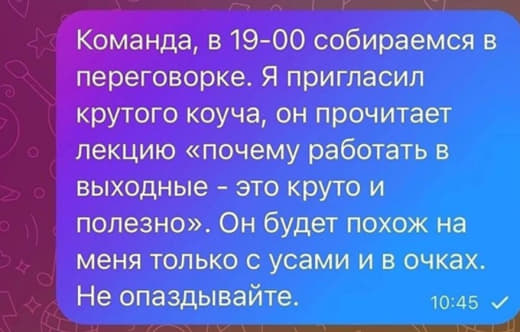 Команда, в 19-00 собираемся в
переговорке. Я пригласил
крутого коуча, он прочитает
лекцию «почему работать в
выходные - это круто и
полезно». Он будет похож на
меня только с усами и в очках.
Не опаздывайте.
10:45